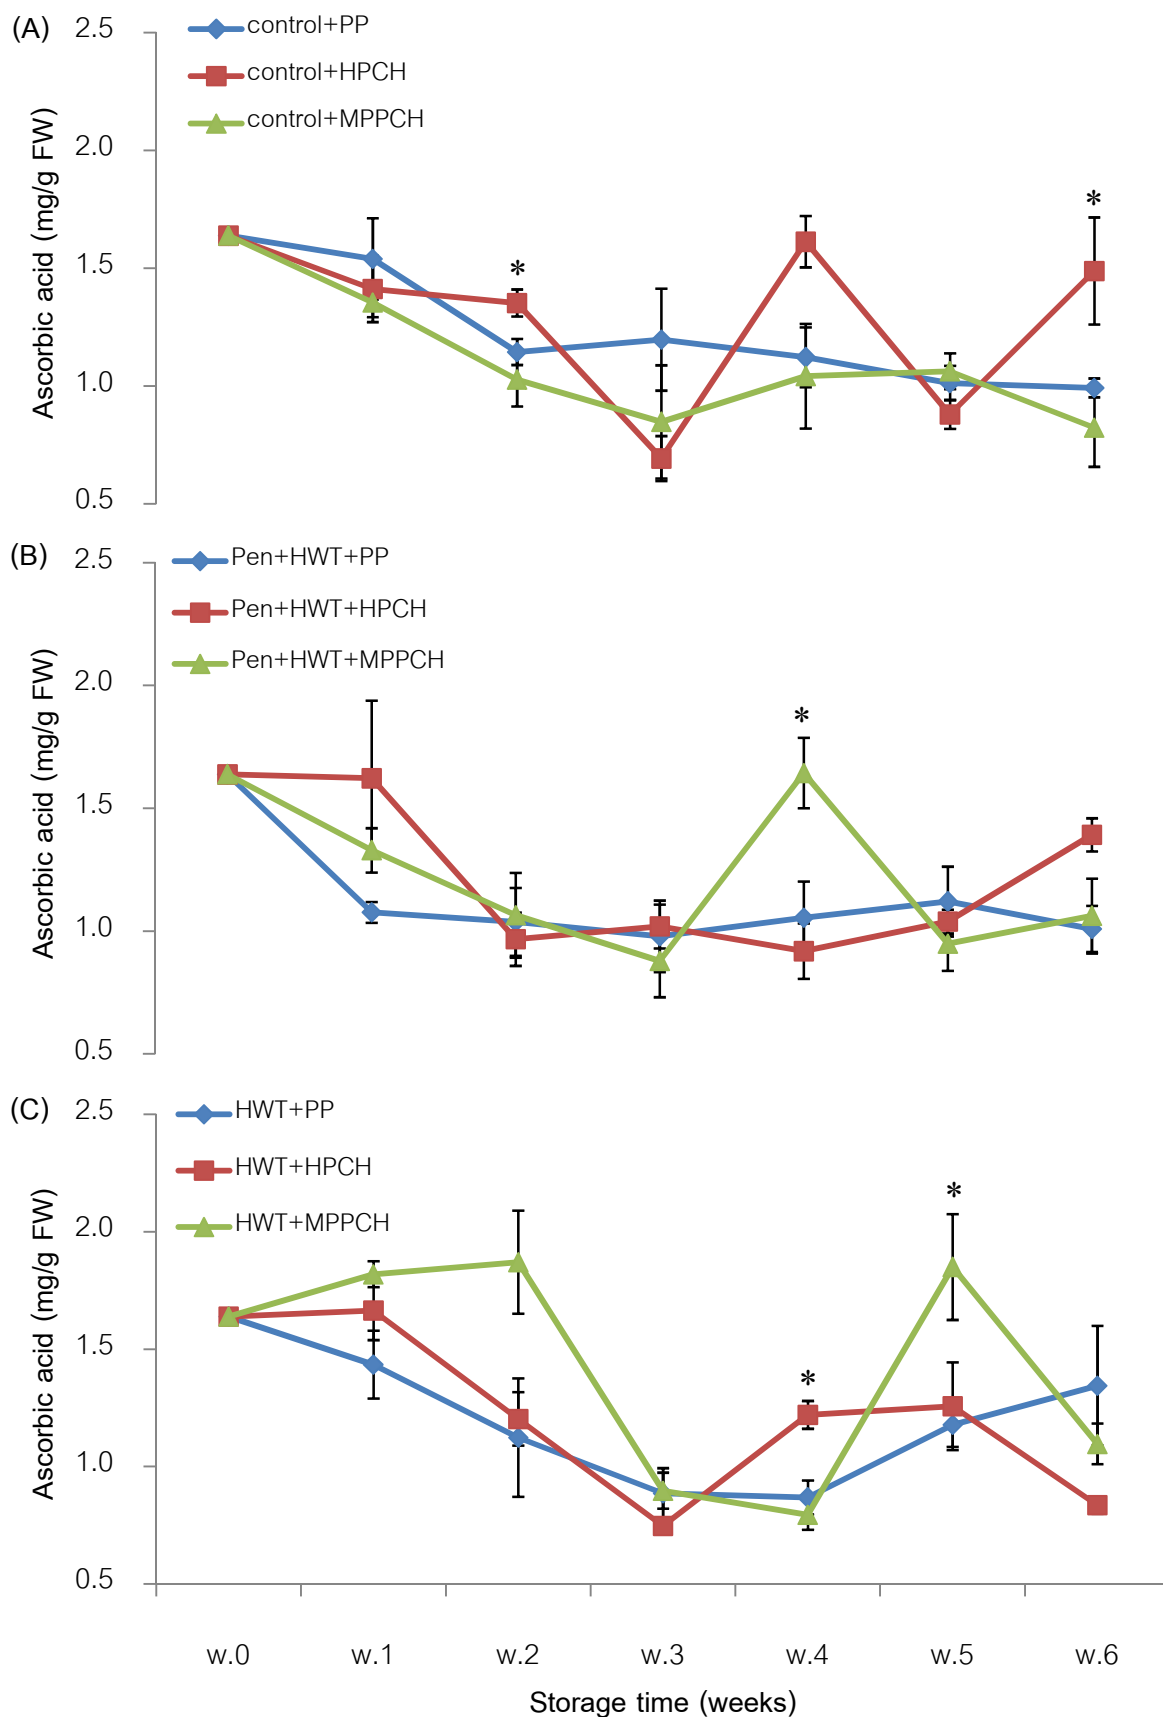 (A)
2.5
2.0
1.5
1.0
0.5
Ascorbic acid (mg/g FW)
control+PP
control+HPCH
control+MPPCH
*
*
(B)
2.5
2.0
1.5
1.0
0.5
Ascorbic acid (mg/g FW)
Pen+HWT+PP
Pen+HWT+HPCH
Pen+HWT+MPPCH
*
(C)
2.5
2.0
1.5
1.0
0.5
Ascorbic acid (mg/g FW)
HWT+PP
HWT+HPCH
HWT+MPPCH
*
*
w.0 w.1 w.2 w.3 w.4 w.5 w.6
Storage time (weeks)